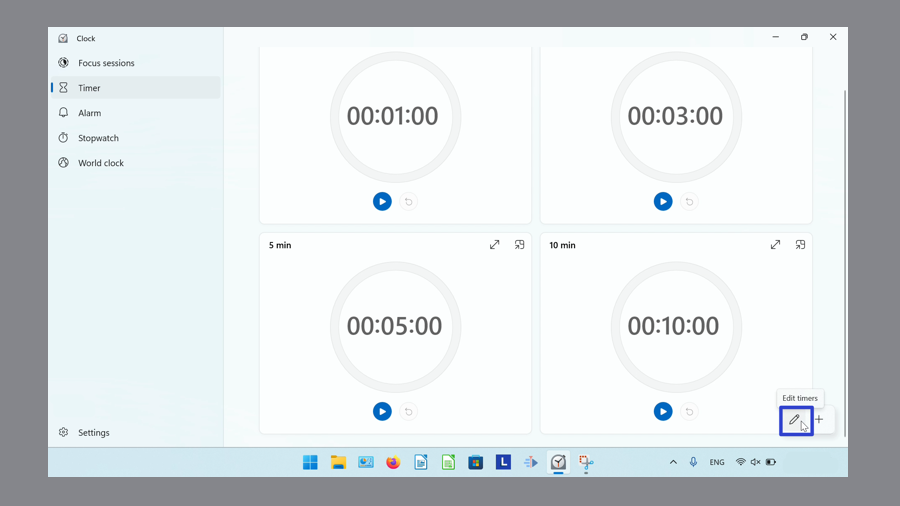 Clock
Focus sessions
Timer
Alarm
Stopwatch
World clock
Settings
00:01:00
00:03:00
5 min
10 min
00:05:00
00:10:00
Edit timers
L
ENG